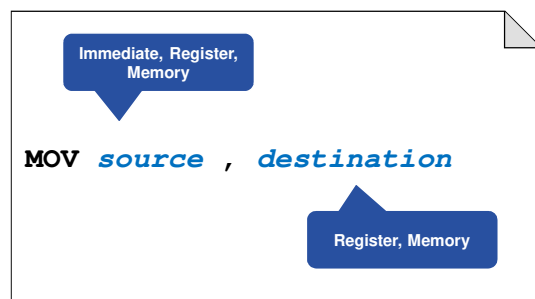 Immediate, Register,
Memory
MOV source , destination
Register, Memory